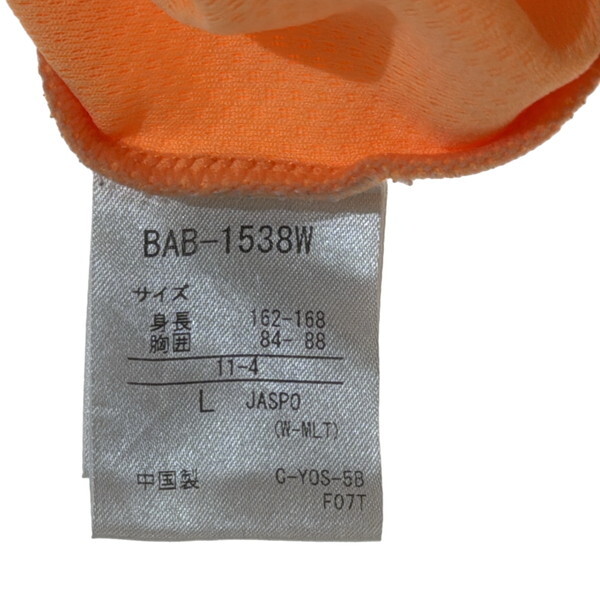 BAB-1538W
サイズ
身長 162-168
胸囲 84- 88
11-4
L JASPO
(W-MLT)
中国製 C-YOS-5B
F07T